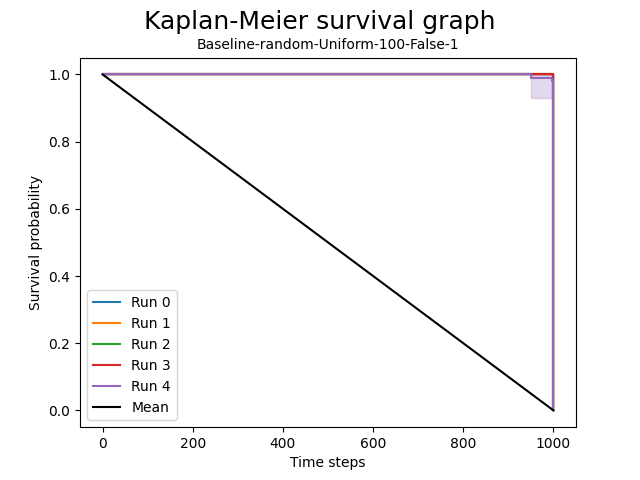 Kaplan-Meier survival graph
Baseline-random-Uniform-100-False-1
Survival probability
1.0
0.8
0.6
0.4
0.2
0.0
Run 0
Run 1
Run 2
Run 3
Run 4
Mean
0 200 400 600 800 1000
Time steps